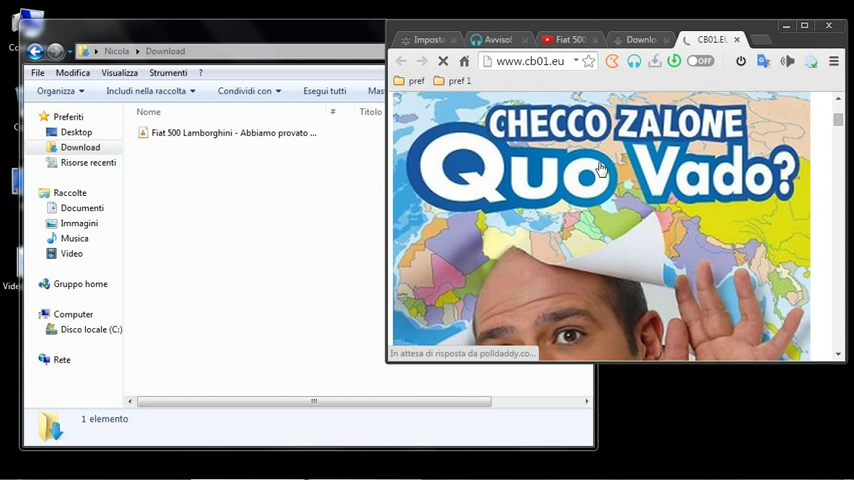 Nicola
Download
File
Modifica
Visualizza
Strumenti
?
Organizza
Includi nella raccolta
Condividi con
Esegui tutti
Mas
Nome
#
Titolo
Preferiti
Desktop
Download
Risorse recenti
Raccolte
Documenti
Immagini
Musica
Video
Gruppo home
Computer
Disco locale (C:)
Rete
Fiat 500 Lamborghini - Abbiamo provato ...
1 elemento
Imposta
Avviso!
Fiat 500
Downlo
CB01.EU
www.cb01.eu
OFF
pref
pref 1
CHECCO ZALONE
Quo Vado?
In attesa di risposta da polldaddy.co...